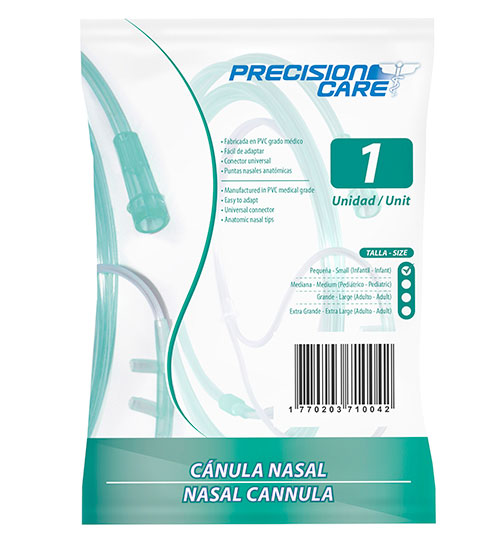 PRECISION
CARE
• Fabricada en PVC grado médico
• Fácil de adaptar
• Conector universal
• Puntas nasales anatómicas
• Manufactured in PVC medical grade
• Easy to adapt
• Universal connector
• Anatomic nasal tips
1
Unidad / Unit
TALLA - SIZE
Pequeña - Small (Infantil - Infant)
Mediana - Medium (Pediátrico - Pediatric)
Grande - Large (Adulto - Adult)
Extra Grande - Extra Large (Adulto - Adult)
1 770203 710042
CÁNULA NASAL
NASAL CANNULA